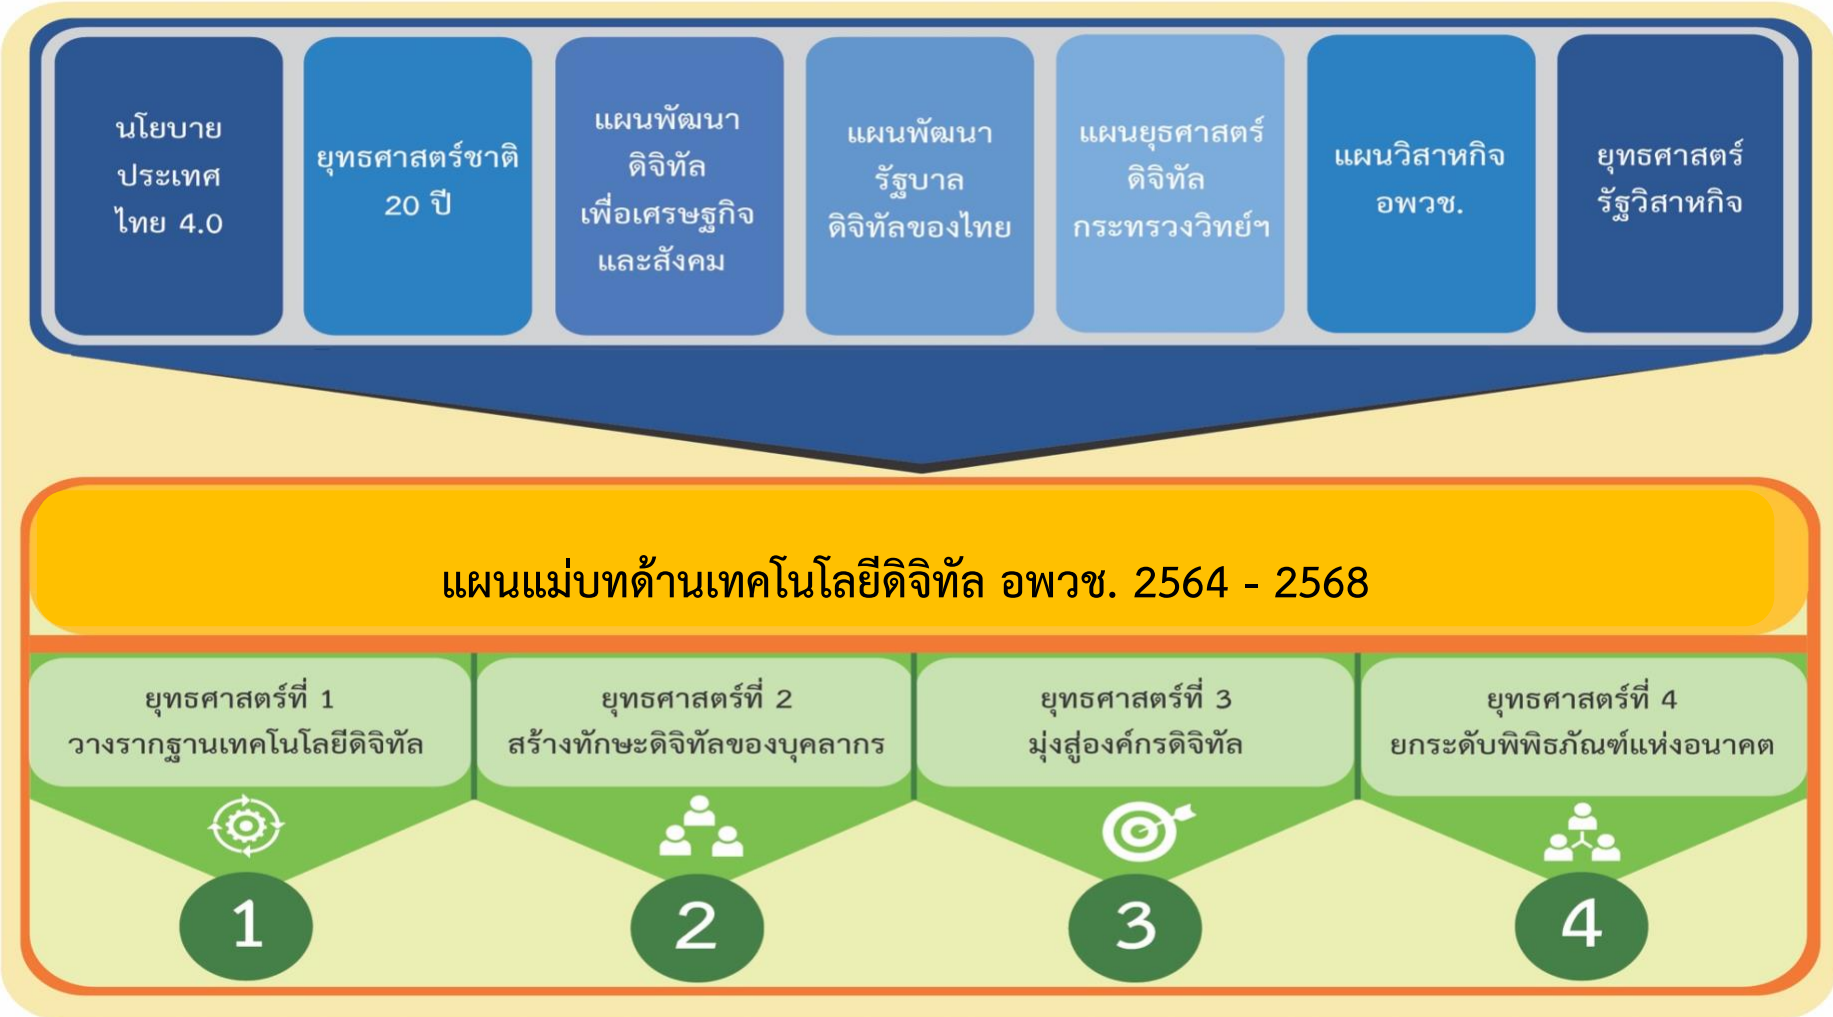 นโยบาย
ประเทศ
ไทย 4.0
ยุทธศาสตร์ชาติ
20 ปี
แผนพัฒนา
ดิจิทัล
เพื่อเศรษฐกิจ
และสังคม
แผนพัฒนา
รัฐบาล
ดิจิทัลของไทย
แผนยุธศาสตร์
ดิจิทัล
กระทรวงวิทย์ฯ
แผนวิสาหกิจ
อพวช.
ยุทธศาสตร์
รัฐวิสาหกิจ
แผนแม่บทด้านเทคโนโลยีดิจิทัล อพวช. 2564 - 2568
ยุทธศาสตร์ที่ 1
วางรากฐานเทคโนโลยีดิจิทัล
ยุทธศาสตร์ที่ 2
สร้างทักษะดิจิทัลของบุคลากร
ยุทธศาสตร์ที่ 3
มุ่งสู่องค์กรดิจิทัล
ยุทธศาสตร์ที่ 4
ยกระดับพิพิธภัณฑ์แห่งอนาคต
1
2
3
4